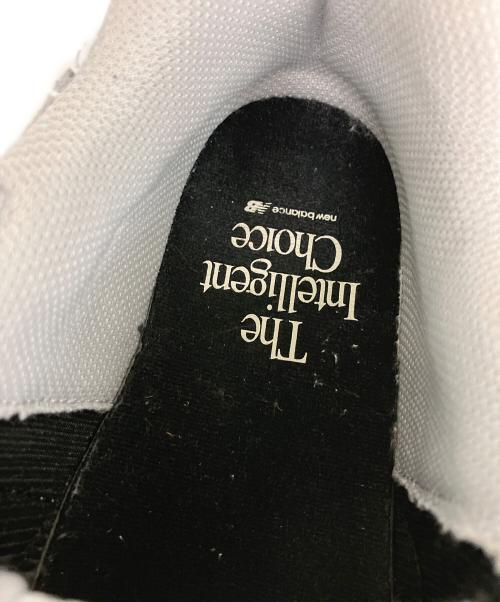 The
Intelligent
Choice
new balance